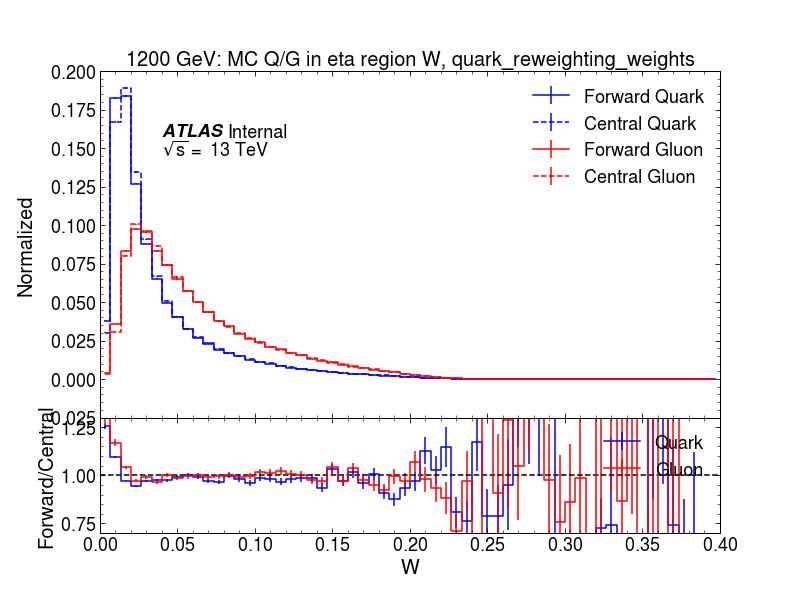 1200 GeV: MC Q/G in eta region W, quark_reweighting_weights
0.200
0.175
0.150
0.125
0.100
0.075
0.050
0.025
0.000
0.025
Normalized
ATLAS Internal
√s = 13 TeV
Forward Quark
Central Quark
Forward Gluon
Central Gluon
1.25
1.00
0.75
Forward/Central
Quark
Gluon
0.00 0.05 0.10 0.15 0.20 0.25 0.30 0.35 0.40
W